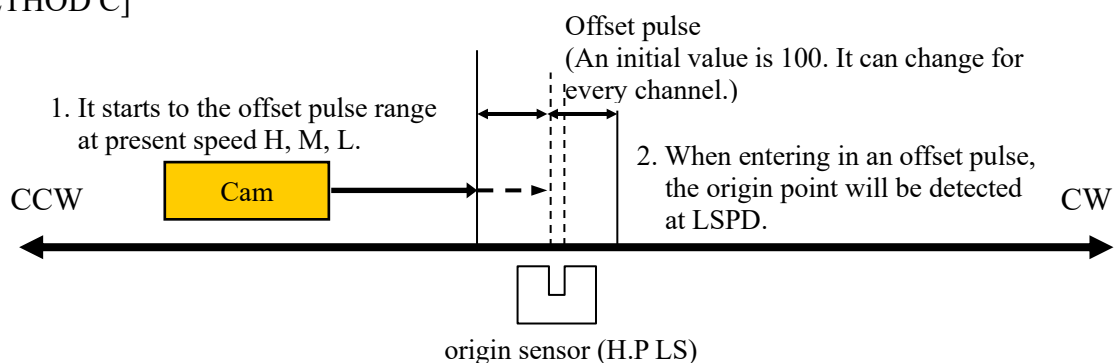 THOD C]
Offset pulse
(An initial value is 100. It can change for
every channel.)
1. It starts to the offset pulse range
at present speed H, M, L.
2. When entering in an offset pulse,
the origin point will be detected
at LSPD.
CCW
Cam
CW
origin sensor (H.P LS)